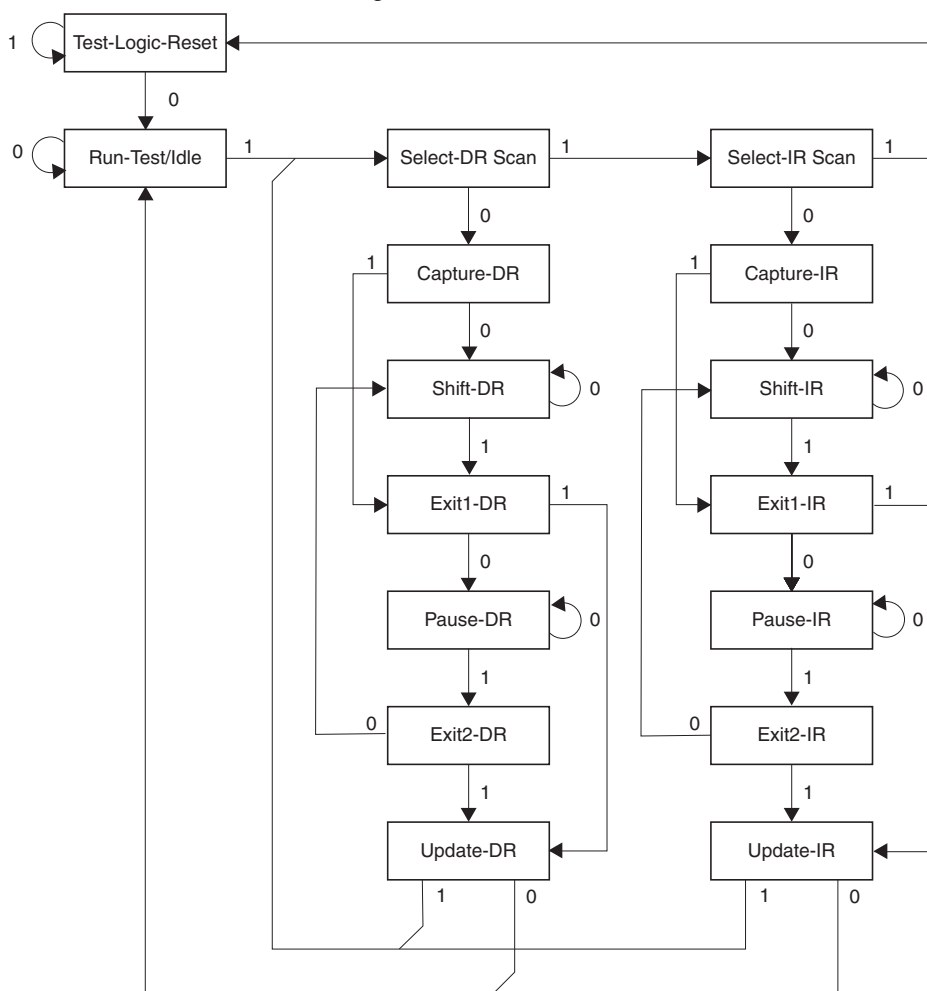 1 Test-Logic-Reset
0
0 Run-Test/Idle 1 Select-DR Scan 1 Select-IR Scan 1
0 0
1 Capture-DR 1 Capture-IR
0 0
Shift-DR 0 Shift-IR 0
1 1
Exit1-DR 1 Exit1-IR 1
0 0
Pause-DR 0 Pause-IR 0
1 1
0 Exit2-DR 0 Exit2-IR
1 1
Update-DR Update-IR
1 0 1 0